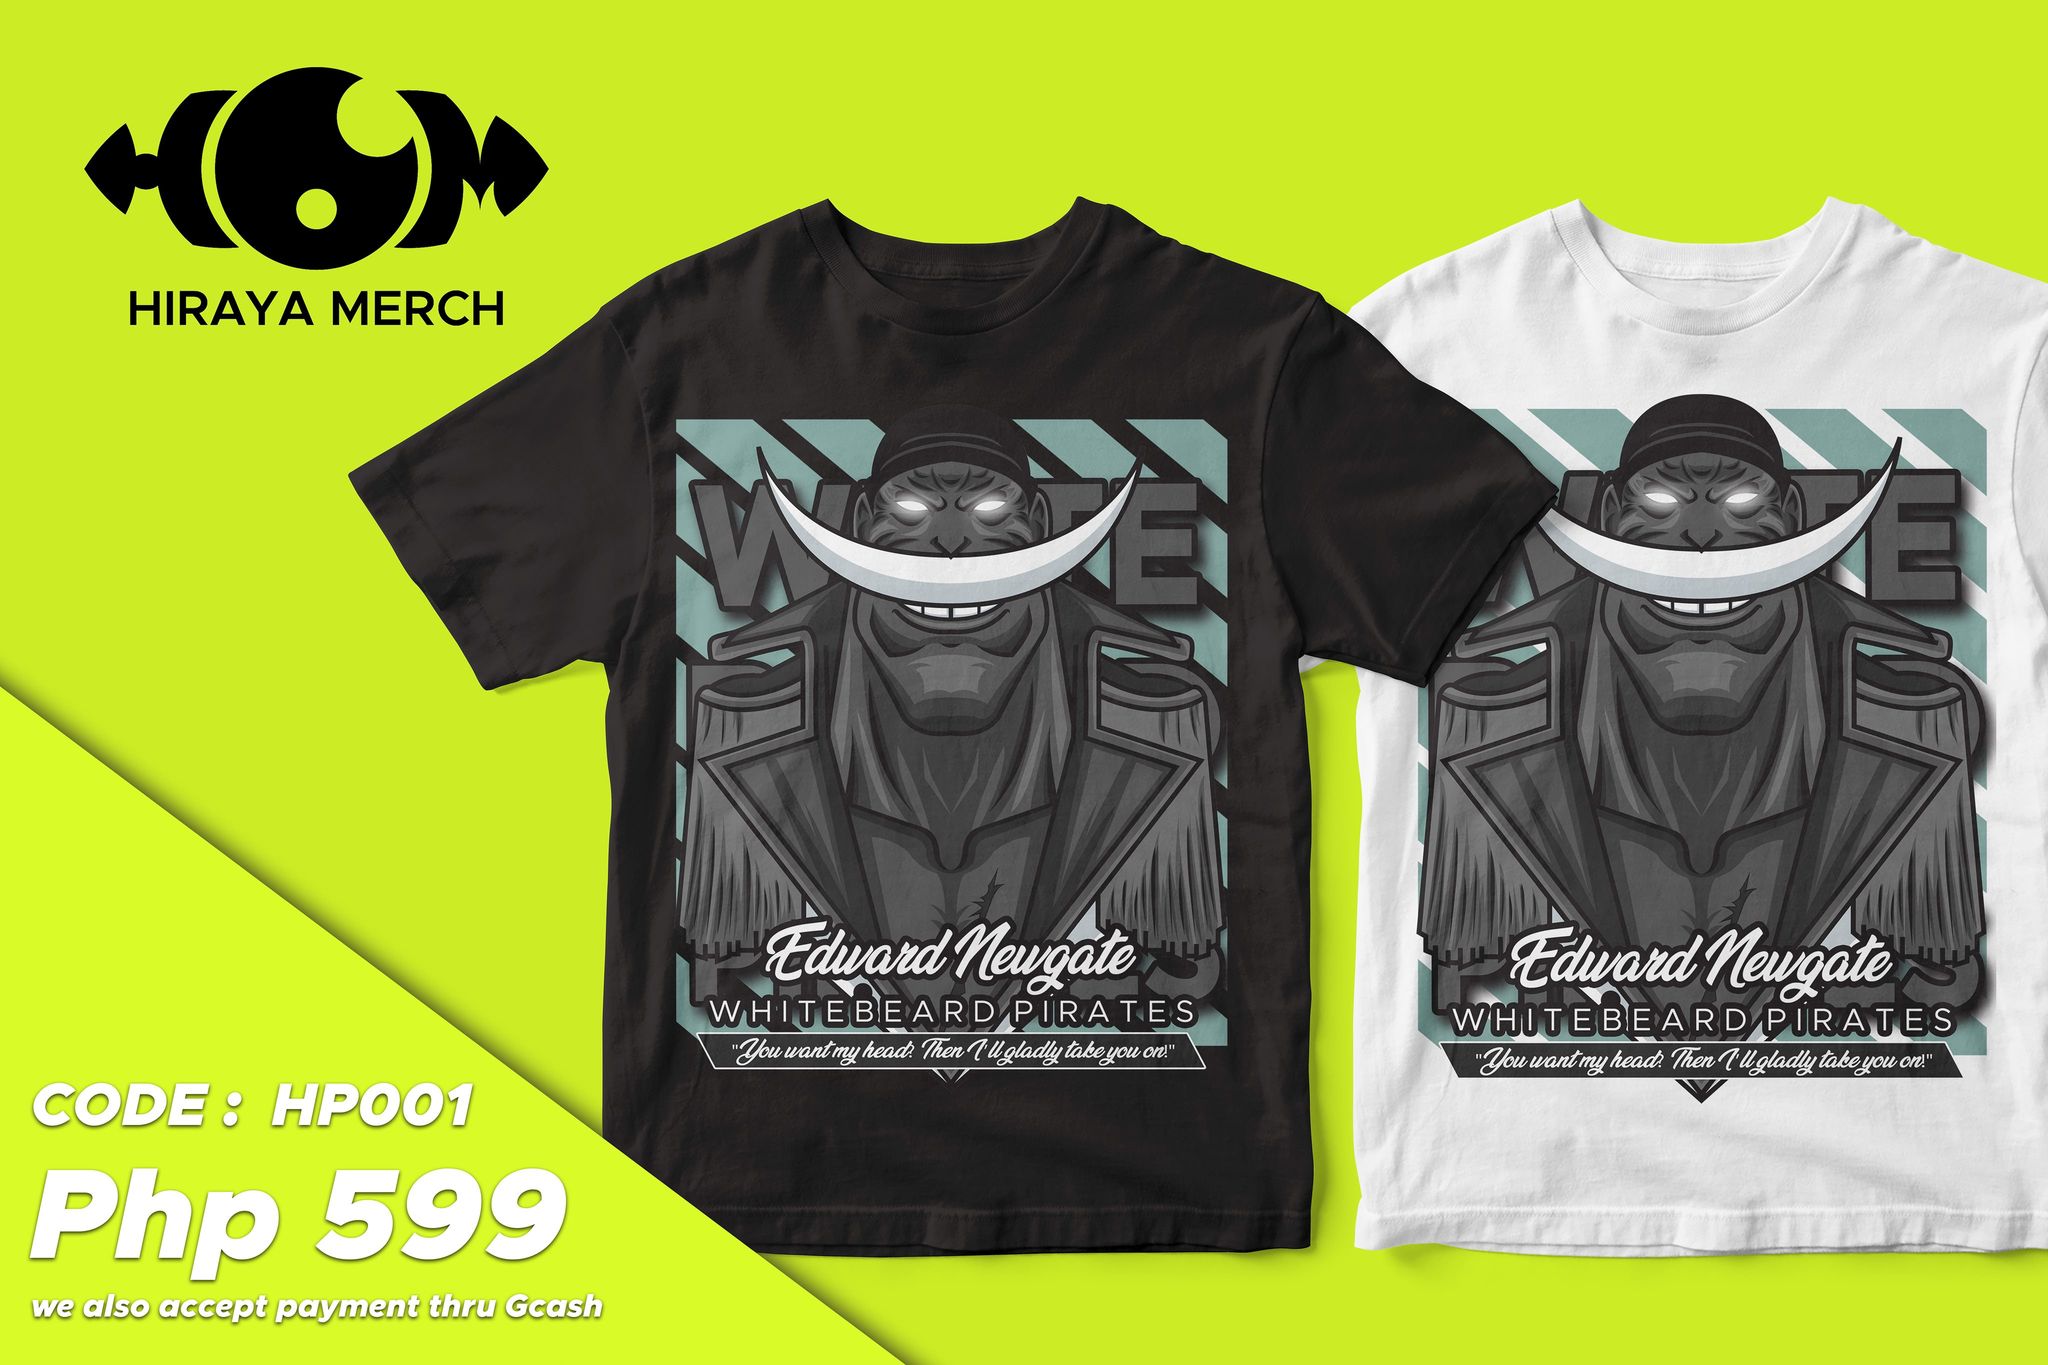 HIRAYA MERCH
WHITE
Edward Newgate
WHITEBEARD PIRATES
"You want my head? Then I'll gladly take you on!"
Edward Newgate
WHITEBEARD PIRATES
"You want my head? Then I'll gladly take you on!"
CODE : HP001
Php 599
we also accept payment thru Gcash